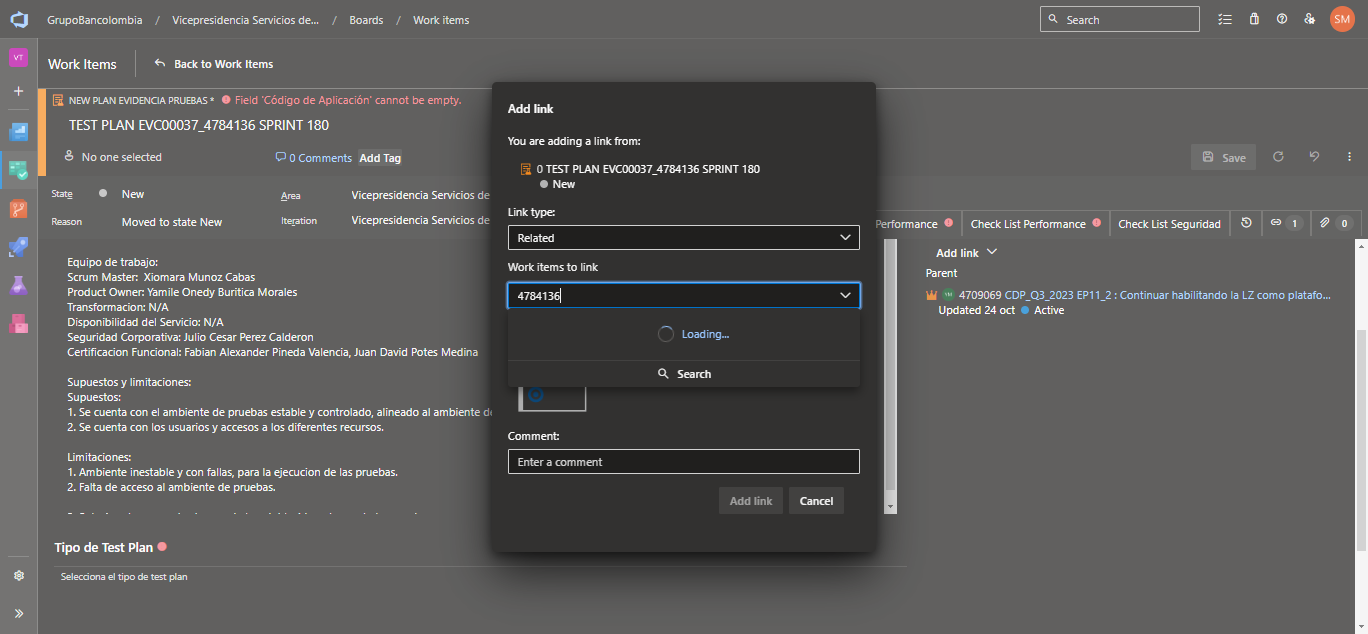 GrupoBancolombia / Vicepresidencia Servicios de... / Boards / Work items
Search
SM
VT
Work Items
Back to Work Items
NEW PLAN EVIDENCIA PRUEBAS * Field 'Código de Aplicación' cannot be empty.
TEST PLAN EVC00037_4784136 SPRINT 180
No one selected
0 Comments
Add Tag
Save
State
New
Area
Vicepresidencia Servicios de
Reason
Moved to state New
Iteration
Vicepresidencia Servicios de
Performance
Check List Performance
Check List Seguridad
1
0
Equipo de trabajo:
Scrum Master: Xiomara Munoz Cabas
Product Owner: Yamile Onedy Buritica Morales
Transformacion: N/A
Disponibilidad del Servicio: N/A
Seguridad Corporativa: Julio Cesar Perez Calderon
Certificacion Funcional: Fabian Alexander Pineda Valencia, Juan David Potes Medina
Supuestos y limitaciones:
Supuestos:
1. Se cuenta con el ambiente de pruebas estable y controlado, alineado al ambiente de
2. Se cuenta con los usuarios y accesos a los diferentes recursos.
Limitaciones:
1. Ambiente inestable y con fallas, para la ejecucion de las pruebas.
2. Falta de acceso al ambiente de pruebas.
Tipo de Test Plan
Selecciona el tipo de test plan
Add link
You are adding a link from:
0 TEST PLAN EVC00037_4784136 SPRINT 180
New
Link type:
Related
Work items to link
4784136
Loading...
Search
Comment:
Enter a comment
Add link
Cancel
Add link
Parent
4709069 CDP_Q3_2023 EP11_2 : Continuar habilitando la LZ como platafo...
Updated 24 oct
Active